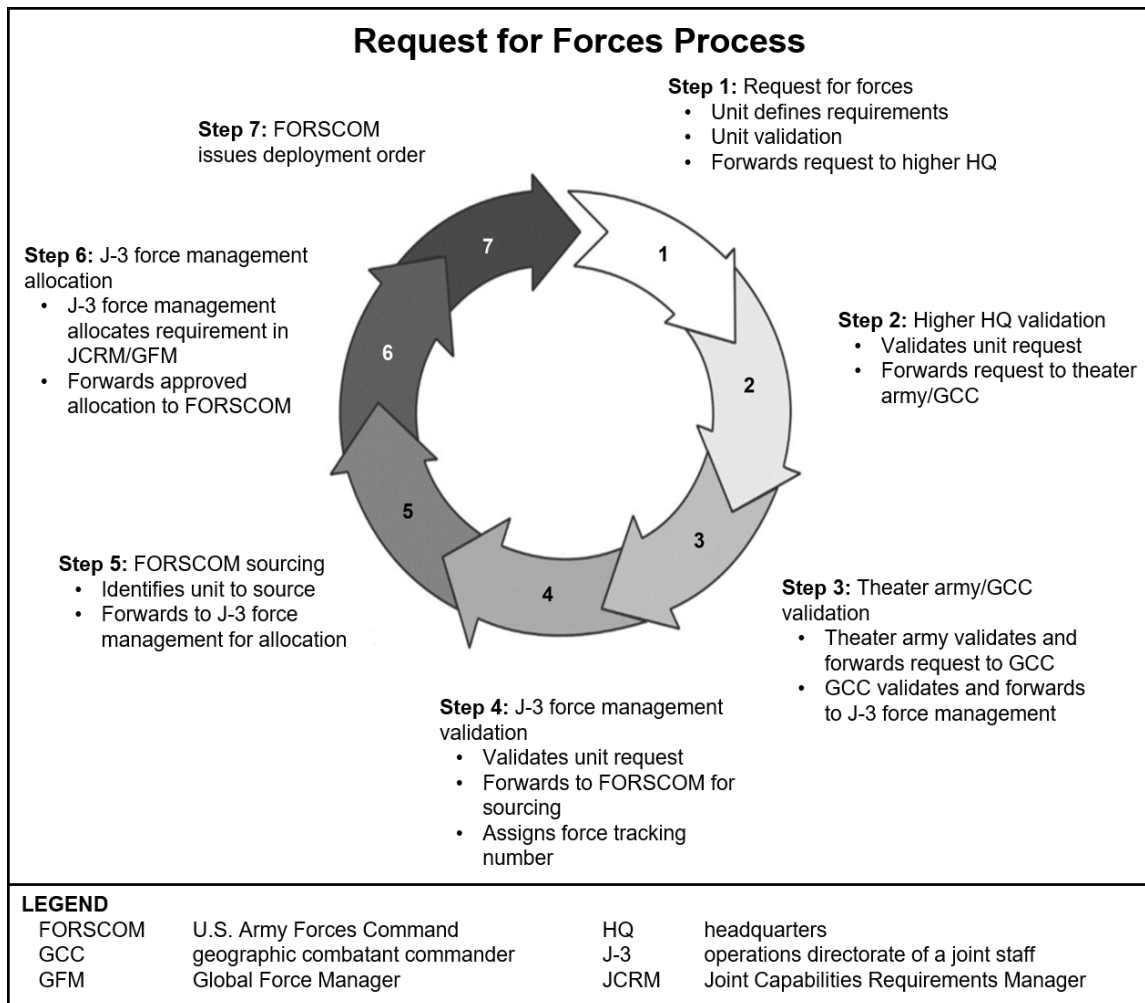 Request for Forces Process
Step 1: Request for forces
• Unit defines requirements
• Unit validation
• Forwards request to higher HQ
Step 2: Higher HQ validation
• Validates unit request
• Forwards request to theater
army/GCC
Step 3: Theater army/GCC
validation
• Theater army validates and
forwards request to GCC
• GCC validates and forwards
to J-3 force management
Step 4: J-3 force management
validation
• Validates unit request
• Forwards to FORSCOM for
sourcing
• Assigns force tracking
number
Step 5: FORSCOM sourcing
• Identifies unit to source
• Forwards to J-3 force
management for allocation
Step 6: J-3 force management
allocation
• J-3 force management
allocates requirement in
JCRM/GFM
• Forwards approved
allocation to FORSCOM
Step 7: FORSCOM
issues deployment order
1
2
3
4
5
6
7
LEGEND
FORSCOM U.S. Army Forces Command
GCC geographic combatant commander
GFM Global Force Manager
HQ headquarters
J-3 operations directorate of a joint staff
JCRM Joint Capabilities Requirements Manager